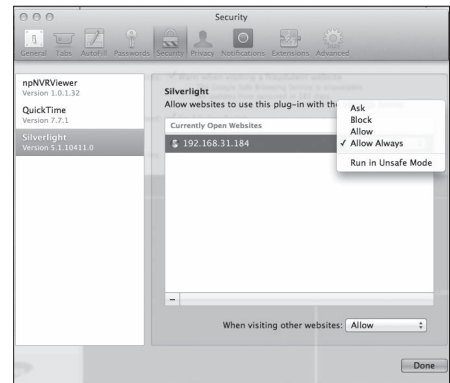 Security
General Tabs AutoFill Passwords Security Privacy Notifications Extensions Advanced
npNVRViewer
Version 1.0.1.32
QuickTime
Version 7.7.1
Silverlight
Version 5.1.10411.0
Silverlight
Allow websites to use this plug-in with the
Currently Open Websites
192.168.31.184
Ask
Block
Allow
✓ Allow Always
Run in Unsafe Mode
−
When visiting other websites: Allow
Done